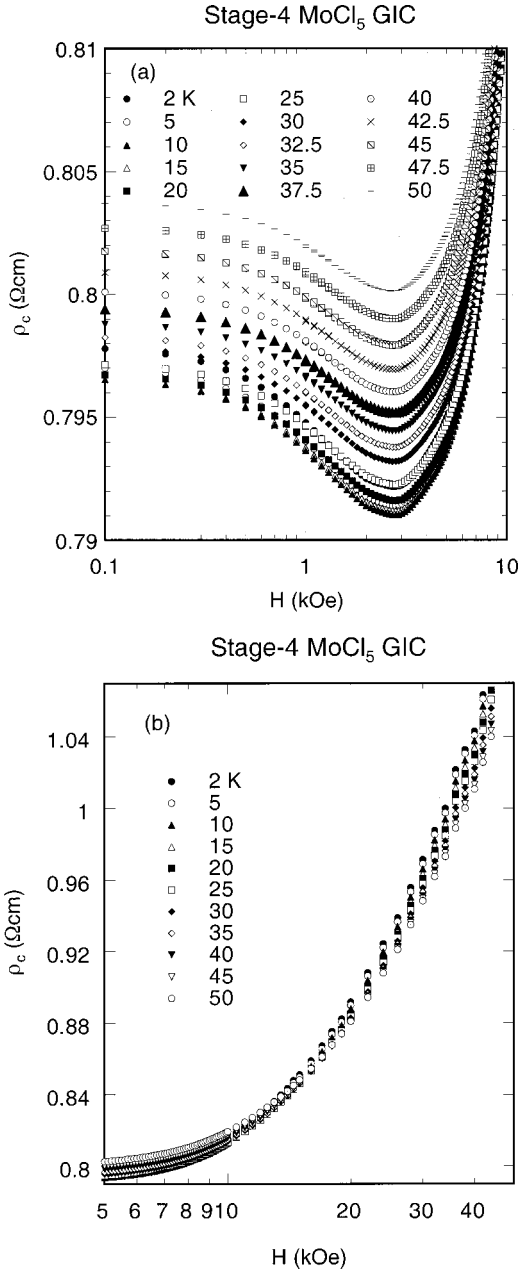 Stage-4 MoCl5 GIC
0.81
(a)
2 K 25 40
5 30 42.5
10 32.5 45
15 35 47.5
20 37.5 50
0.805
0.8
0.795
0.79
ρc (Ωcm)
0.1 1 10
H (kOe)
Stage-4 MoCl5 GIC
(b)
1.04
2 K
5
10
15
20
25
30
35
40
45
50
1
0.96
0.92
0.88
0.84
0.8
ρc (Ωcm)
5 6 7 8 910 20 30 40
H (kOe)